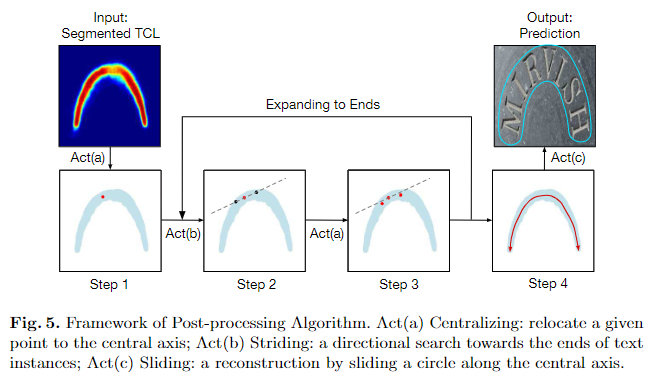 Input:
Segmented TCL
Output:
Prediction
MIRVISH
Expanding to Ends
Act(a)
Act(c)
Act(b)
Act(a)
Step 1
Step 2
Step 3
Step 4
Fig. 5. Framework of Post-processing Algorithm. Act(a) Centralizing: relocate a given
point to the central axis; Act(b) Striding: a directional search towards the ends of text
instances; Act(c) Sliding: a reconstruction by sliding a circle along the central axis.